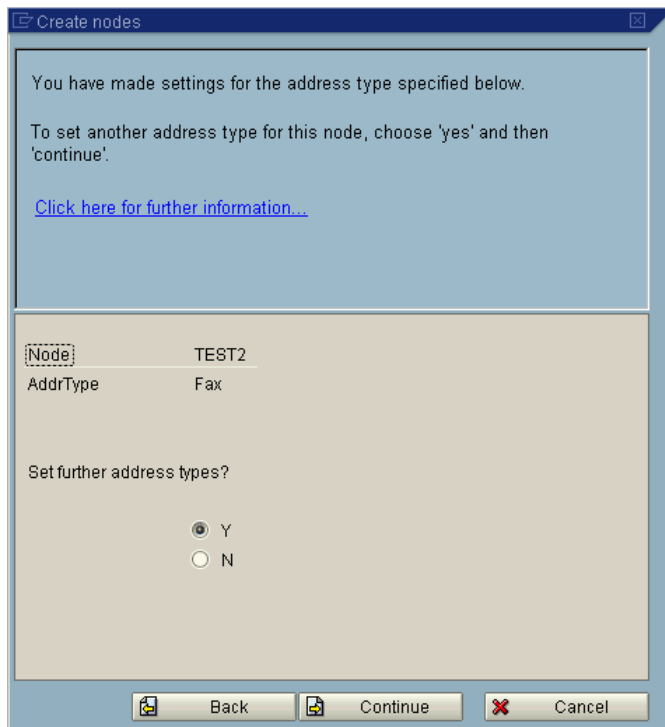 Create nodes
You have made settings for the address type specified below.
To set another address type for this node, choose 'yes' and then
'continue'.
Click here for further information...
Node TEST2
AddrType Fax
Set further address types?
Y
N
Back Continue Cancel